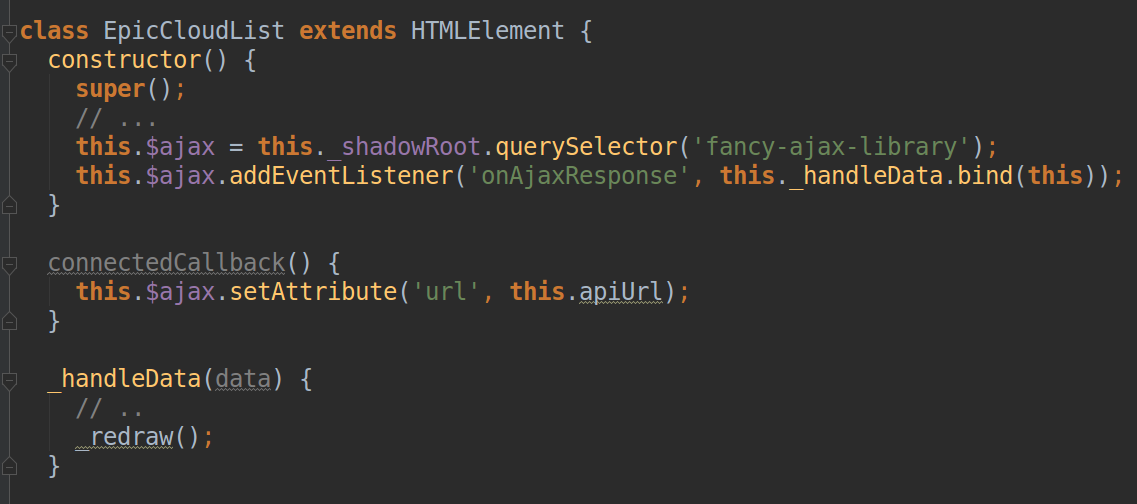 class EpicCloudList extends HTMLElement {
constructor() {
super();
// ...
this.$ajax = this._shadowRoot.querySelector('fancy-ajax-library');
this.$ajax.addEventListener('onAjaxResponse', this._handleData.bind(this));
}
connectedCallback() {
this.$ajax.setAttribute('url', this.apiUrl);
}
_handleData(data) {
// ..
_redraw();
}